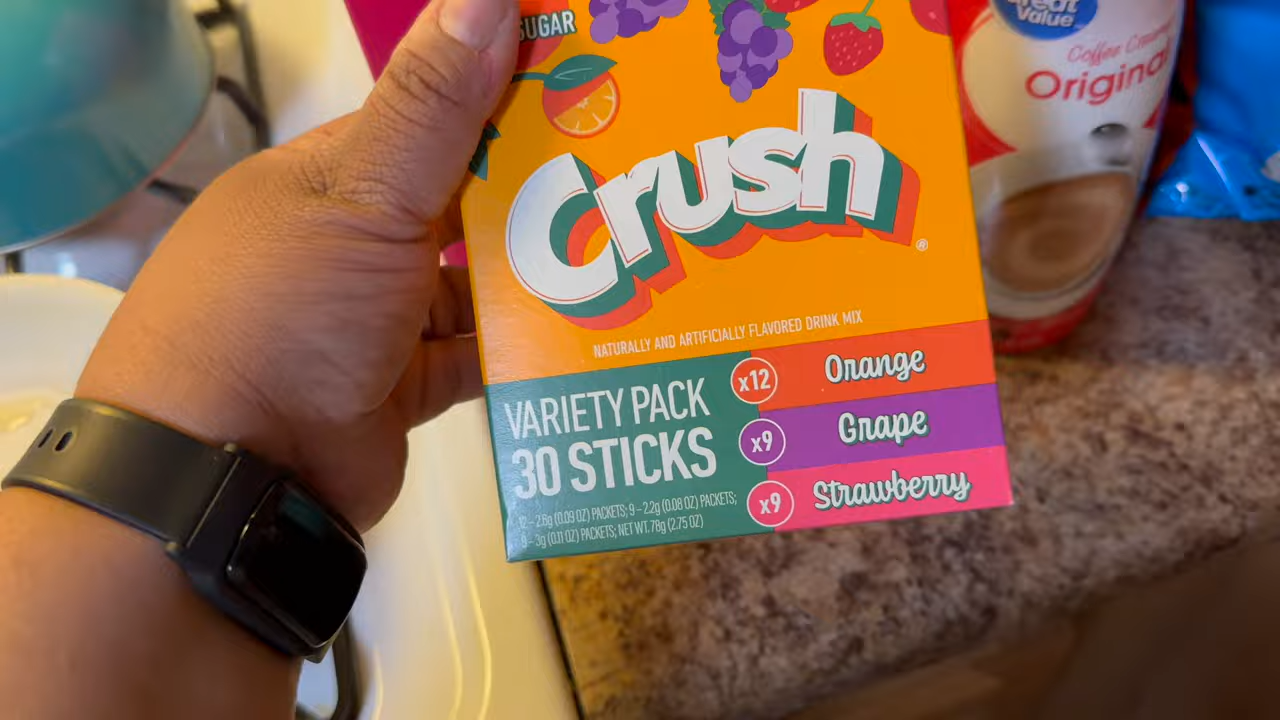 SUGAR
Crush®
NATURALLY AND ARTIFICIALLY FLAVORED DRINK MIX
VARIETY PACK
30 STICKS
12 – 2.6g (0.09 OZ) PACKETS; 9 – 2.2g (0.08 OZ) PACKETS;
9 – 3g (0.11 OZ) PACKETS; NET WT. 78g (2.75 OZ)
x12 Orange
x9 Grape
x9 Strawberry
Great
Value
Coffee Creamer
Original